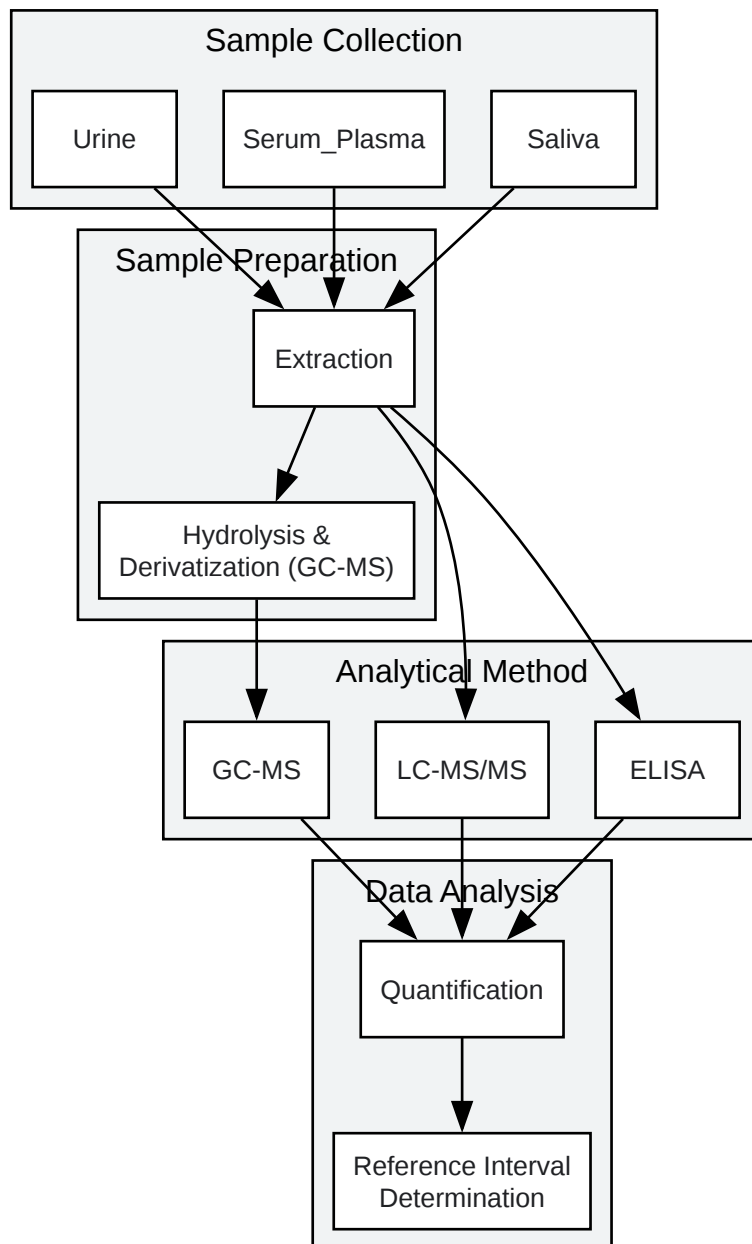 Sample Collection
Urine
Serum_Plasma
Saliva
Sample Preparation
Extraction
Hydrolysis &
Derivatization (GC-MS)
Analytical Method
GC-MS
LC-MS/MS
ELISA
Data Analysis
Quantification
Reference Interval
Determination